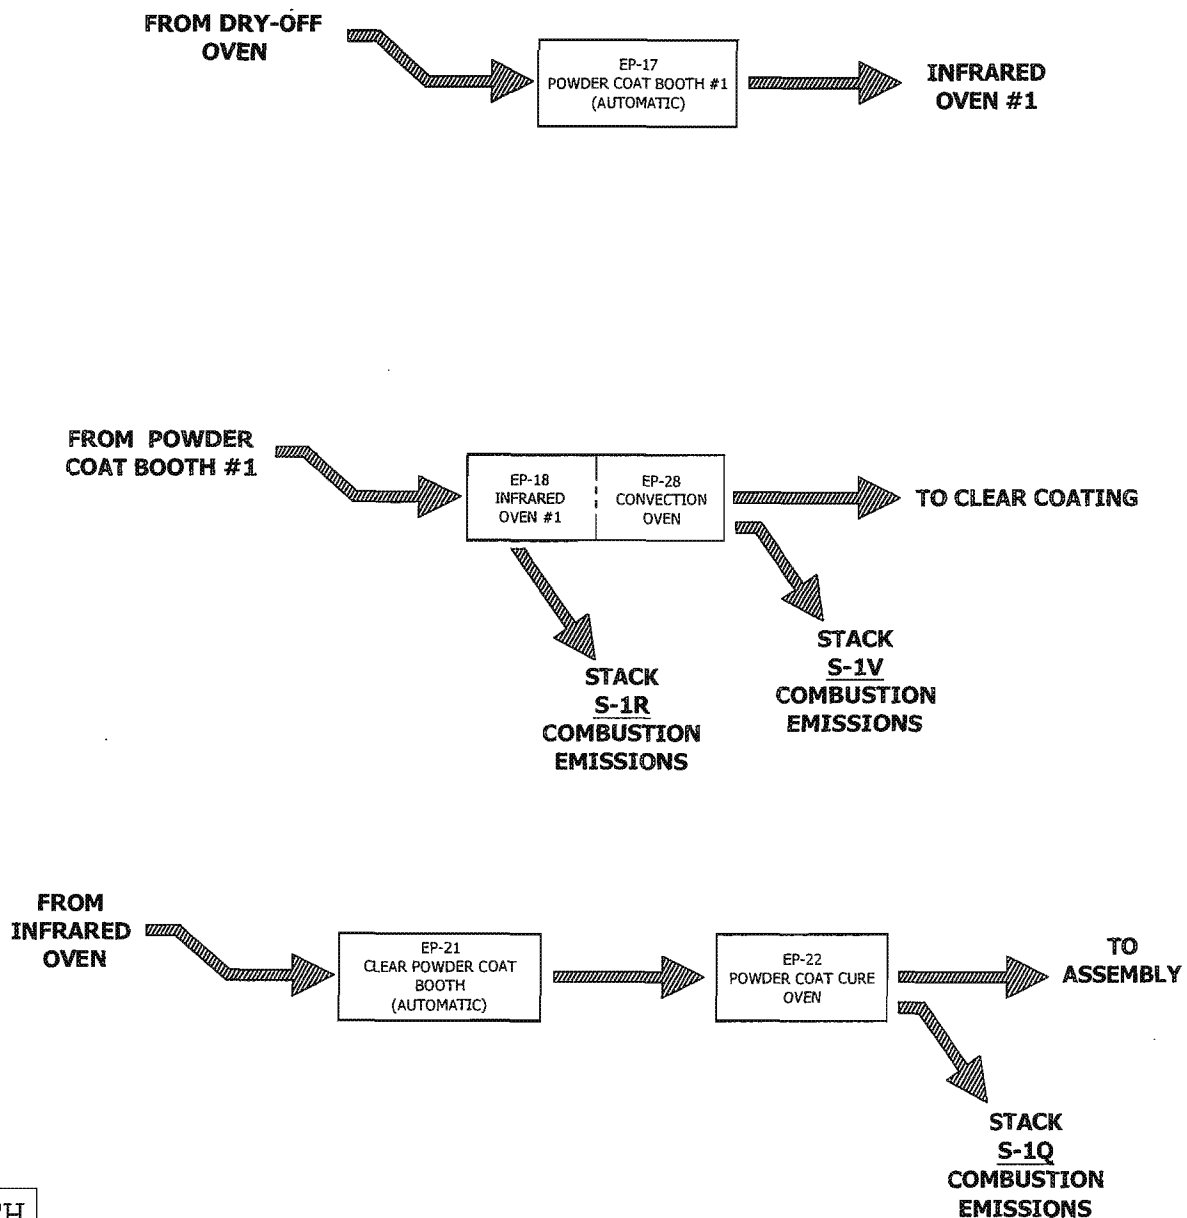 FROM DRY-OFF
OVEN
EP-17
POWDER COAT BOOTH #1
(AUTOMATIC)
INFRARED
OVEN #1
FROM POWDER
COAT BOOTH #1
EP-18
INFRARED
OVEN #1
EP-28
CONVECTION
OVEN
TO CLEAR COATING
STACK
S-1R
COMBUSTION
EMISSIONS
STACK
S-1V
COMBUSTION
EMISSIONS
FROM
INFRARED
OVEN
EP-21
CLEAR POWDER COAT
BOOTH
(AUTOMATIC)
EP-22
POWDER COAT CURE
OVEN
TO
ASSEMBLY
STACK
S-1Q
COMBUSTION
EMISSIONS